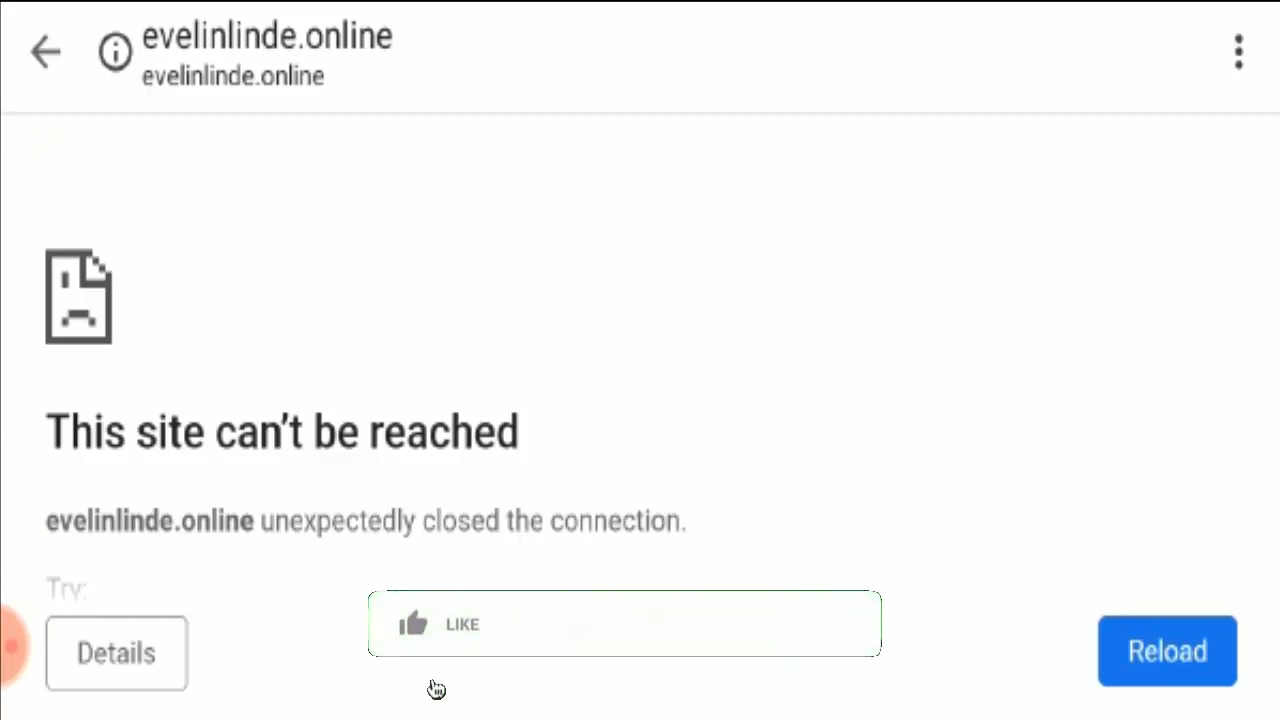 evelinlinde.online
evelinlinde.online
This site can't be reached
evelinlinde.online unexpectedly closed the connection.
Try:
LIKE
Details
Reload